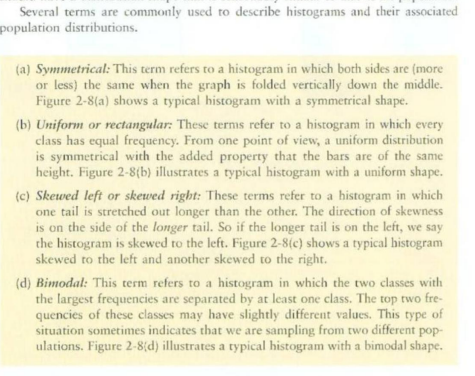 Several terms are commonly used to describe histograms and their associated
population distributions.
(a) Symmetrical: This term refers to a histogram in which both sides are (more
or less) the same when the graph is folded vertically down the middle.
Figure 2-8(a) shows a typical histogram with a symmetrical shape.
(b) Uniform or rectangular: These terms refer to a histogram in which every
class has equal frequency. From one point of view, a uniform distribution
is symmetrical with the added property that the bars are of the same
height. Figure 2-8(b) illustrates a typical histogram with a uniform shape.
(c) Skewed left or skewed right: These terms refer to a histogram in which
one tail is stretched out longer than the other. The direction of skewness
is on the side of the longer tail. So if the longer tail is on the left, we say
the histogram is skewed to the left. Figure 2-8(c) shows a typical histogram
skewed to the left and another skewed to the right.
(d) Bimodal: This term refers to a histogram in which the two classes with
the largest frequencies are separated by at least one class. The top two fre-
quencies of these classes may have slightly different values. This type of
situation sometimes indicates that we are sampling from two different pop-
ulations. Figure 2-8(d) illustrates a typical histogram with a bimodal shape.